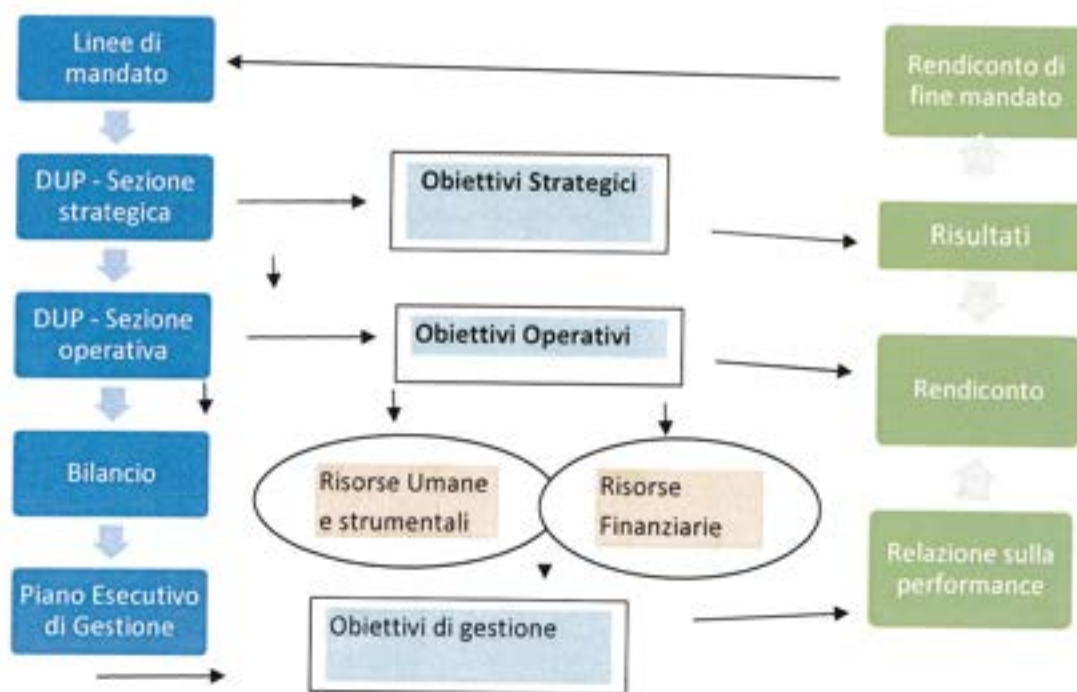 Linee di
mandato
DUP - Sezione
strategica
DUP - Sezione
operativa
Bilancio
Piano Esecutivo
di Gestione
Obiettivi Strategici
Obiettivi Operativi
Risorse Umane
e strumentali
Risorse
Finanziarie
Obiettivi di gestione
Rendiconto di
fine mandato
Risultati
Rendiconto
Relazione sulla
performance